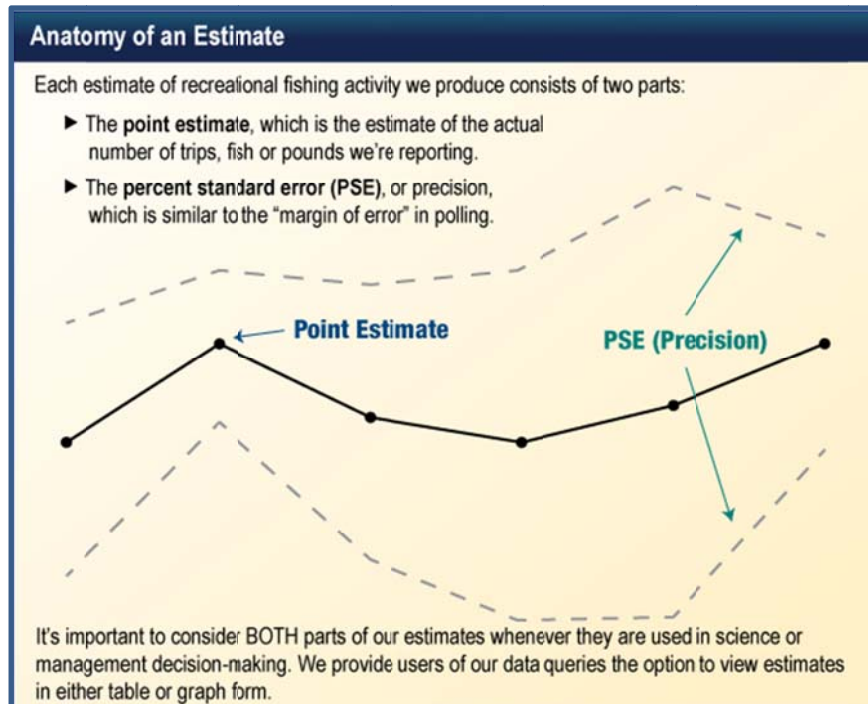 Anatomy of an Estimate
Each estimate of recreational fishing activity we produce consists of two parts:
► The point estimate, which is the estimate of the actual
number of trips, fish or pounds we're reporting.
► The percent standard error (PSE), or precision,
which is similar to the “margin of error” in polling.
Point Estimate
PSE (Precision)
It's important to consider BOTH parts of our estimates whenever they are used in science or
management decision-making. We provide users of our data queries the option to view estimates
in either table or graph form.